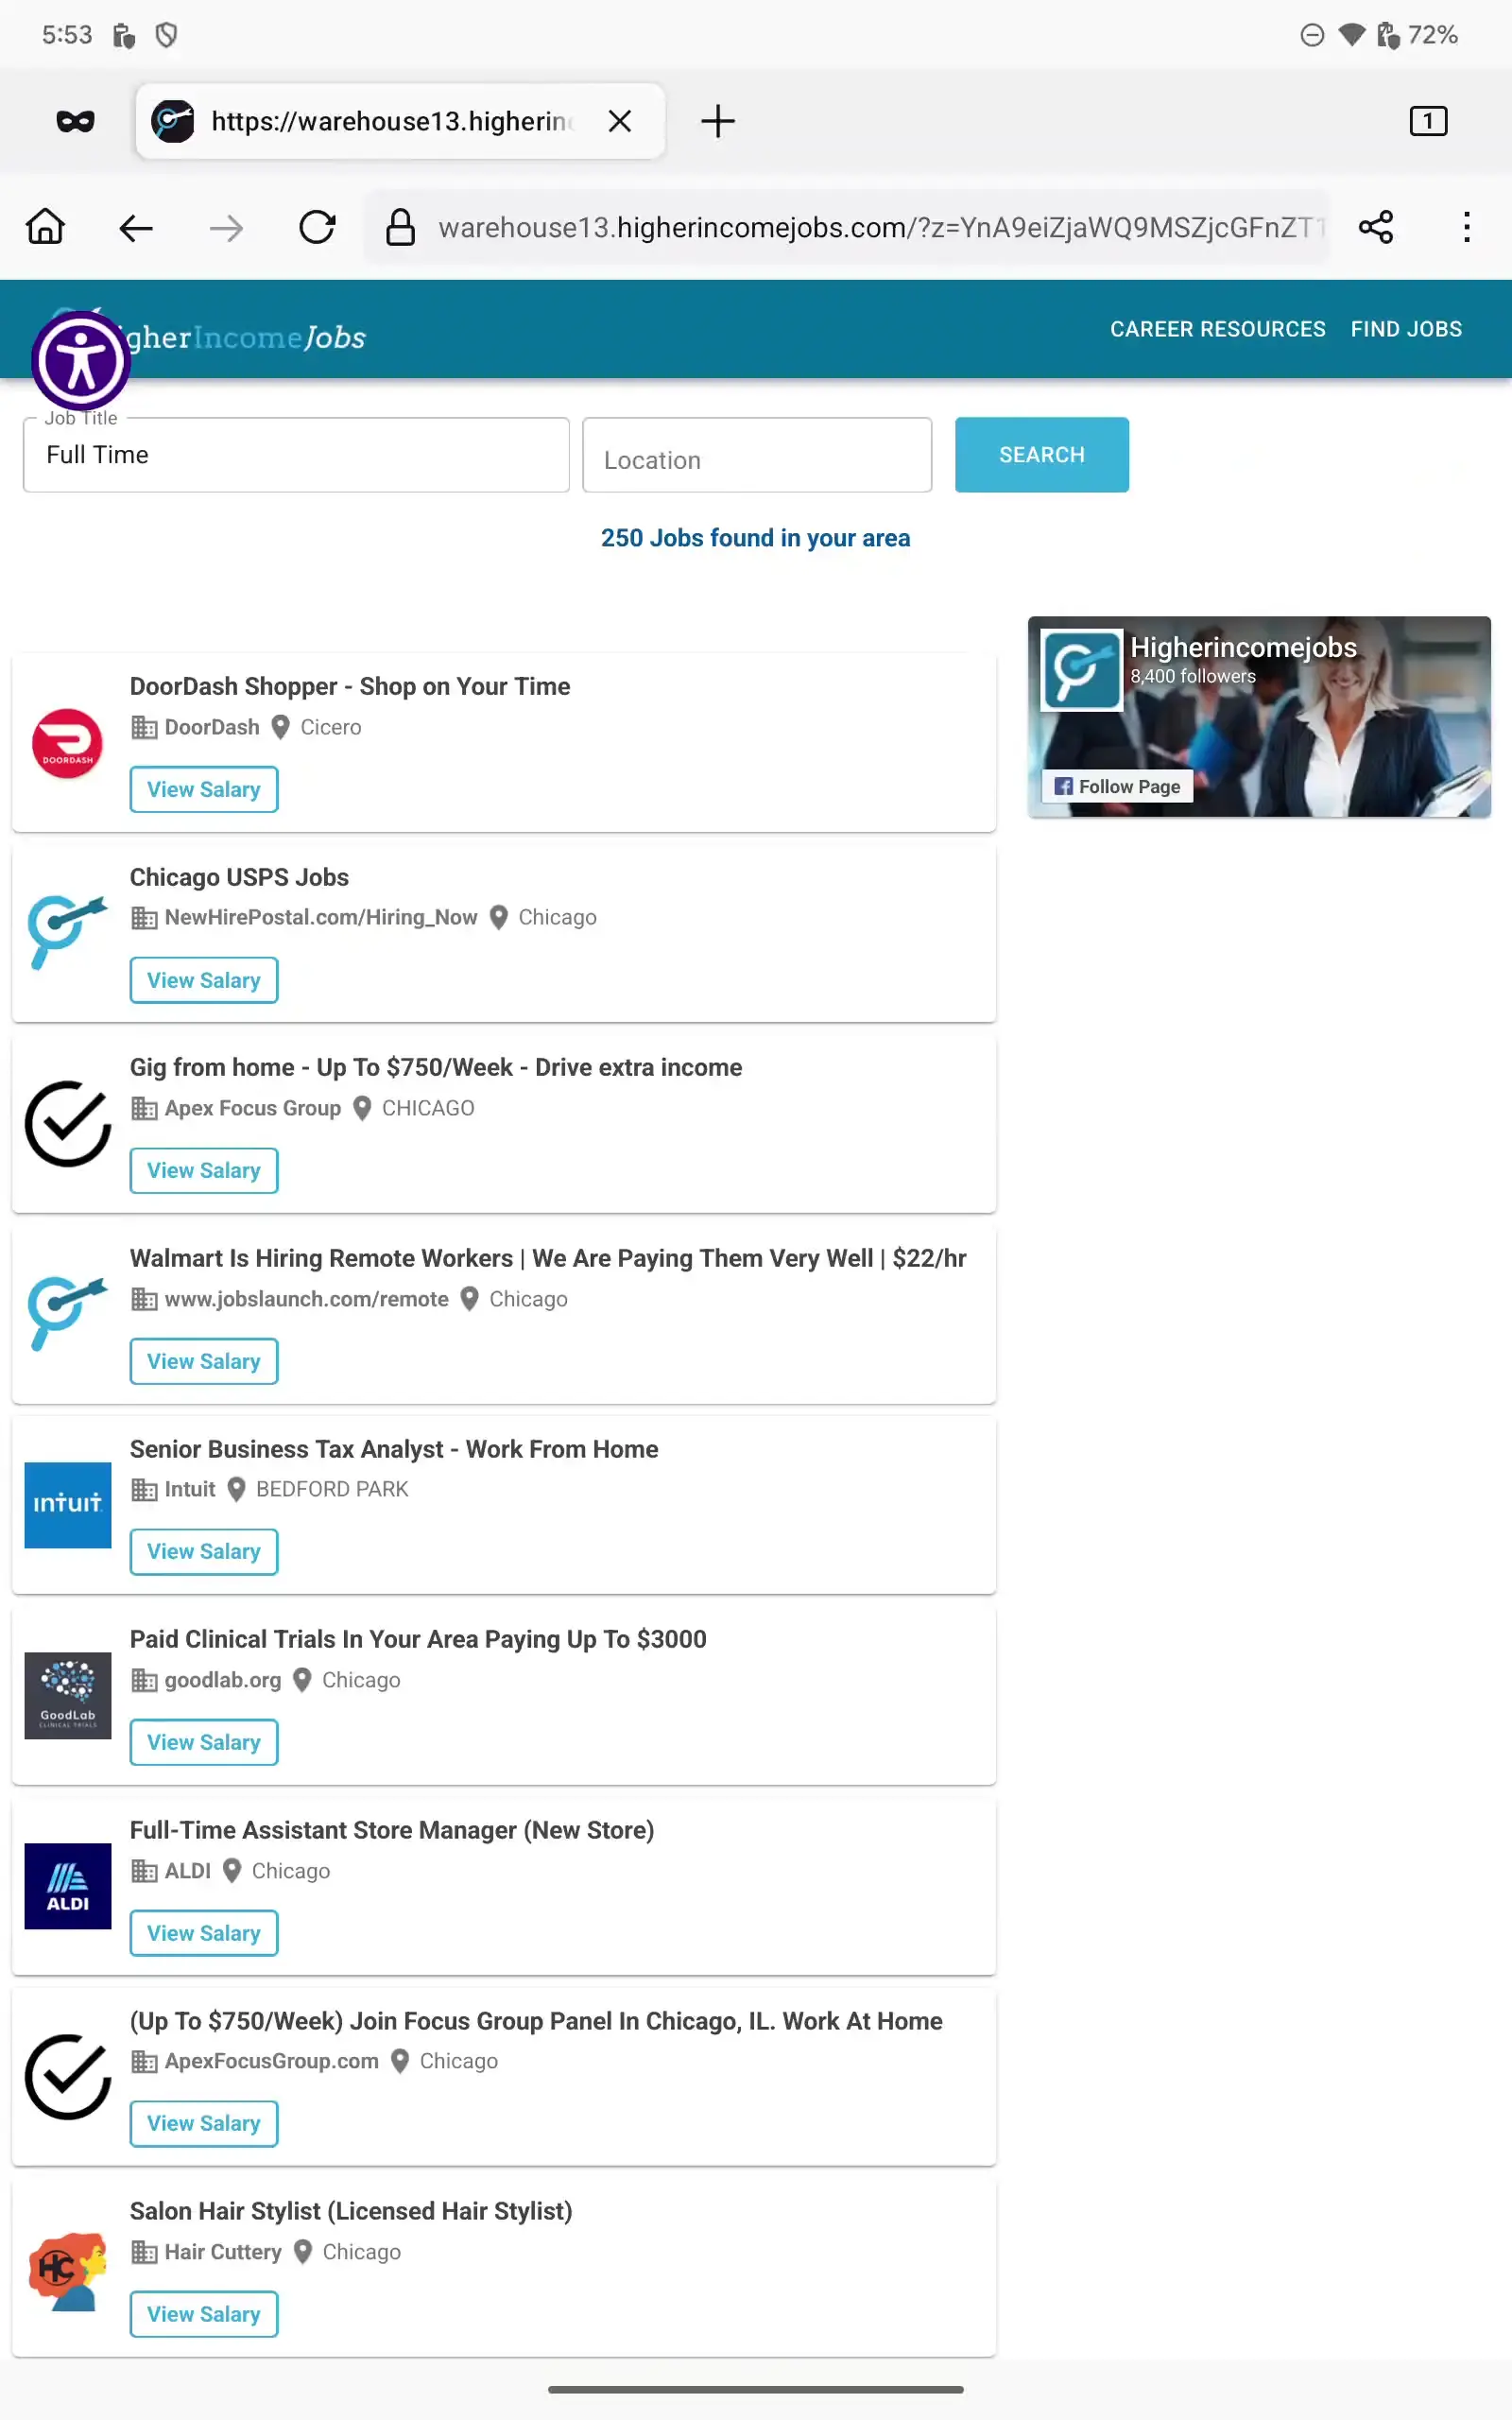 5:53
72%
https://warehouse13.higherin
1
warehouse13.higherincomejobs.com/?z=YnA9eiZjaWQ9MSZjcGFnZT1
gherIncomeJobs
CAREER RESOURCES FIND JOBS
Job Title
Full Time
Location
SEARCH
250 Jobs found in your area
Higherincomejobs
8,400 followers
Follow Page
DoorDash Shopper - Shop on Your Time
DOORDASH
DoorDash Cicero
View Salary
Chicago USPS Jobs
NewHirePostal.com/Hiring_Now Chicago
View Salary
Gig from home - Up To $750/Week - Drive extra income
Apex Focus Group CHICAGO
View Salary
Walmart Is Hiring Remote Workers | We Are Paying Them Very Well | $22/hr
www.jobslaunch.com/remote Chicago
View Salary
Senior Business Tax Analyst - Work From Home
intuit
Intuit BEDFORD PARK
View Salary
Paid Clinical Trials In Your Area Paying Up To $3000
GoodLab
CLINICAL TRIALS
goodlab.org Chicago
View Salary
Full-Time Assistant Store Manager (New Store)
ALDI
ALDI Chicago
View Salary
(Up To $750/Week) Join Focus Group Panel In Chicago, IL. Work At Home
ApexFocusGroup.com Chicago
View Salary
Salon Hair Stylist (Licensed Hair Stylist)
HC
Hair Cuttery Chicago
View Salary